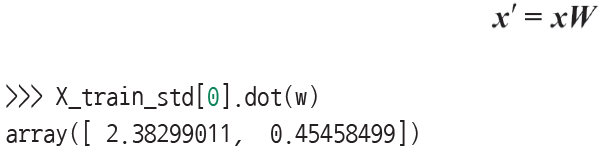 x′ = xW
>>> X_train_std[0].dot(w)
array([ 2.38299011,  0.45458499])